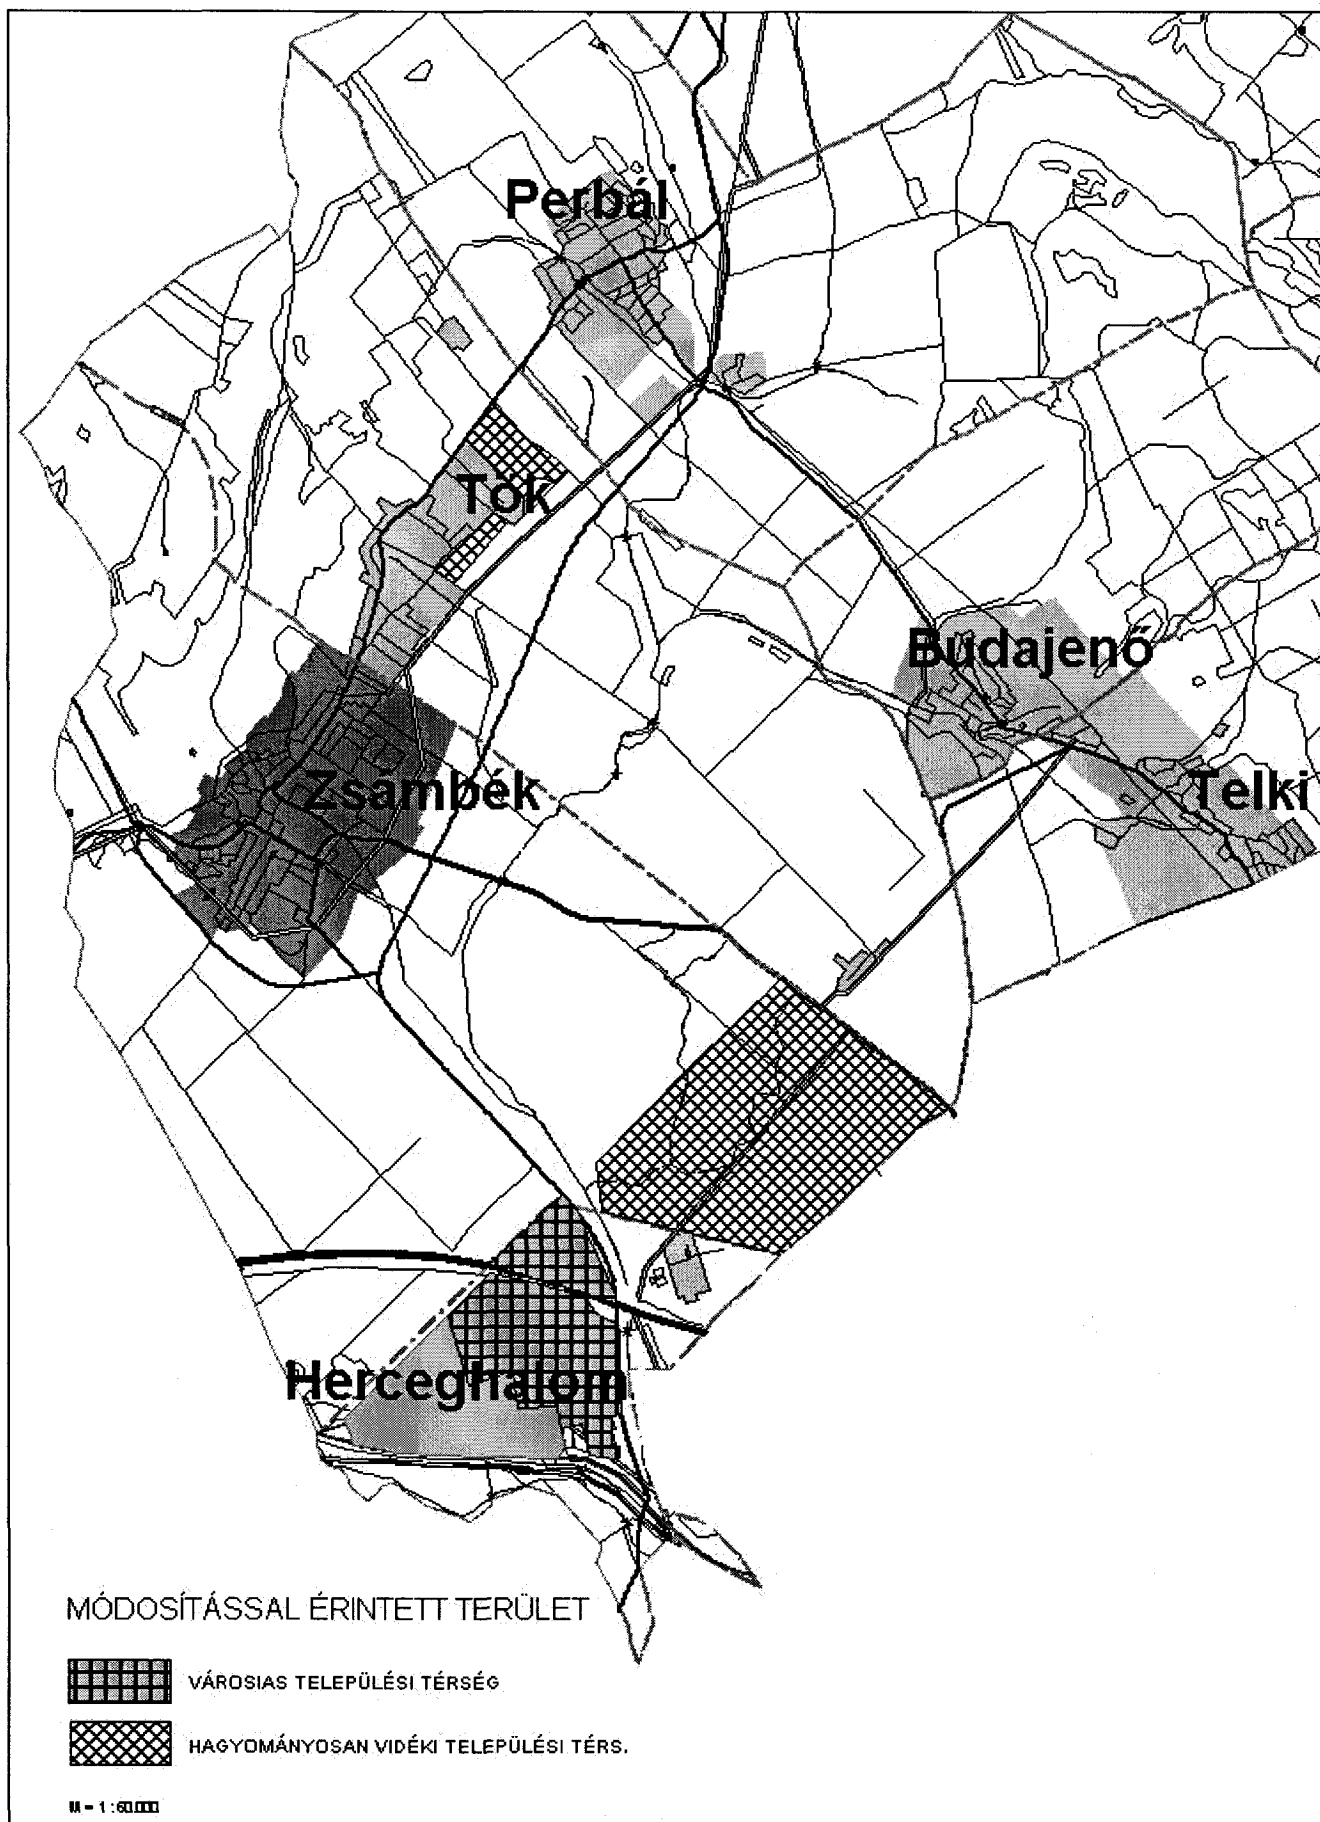 Perbál
Tök
Budajenő
Zsámbék
Telki
Herceghalom
MÓDOSÍTÁSSAL ÉRINTETT TERÜLET
VÁROSIAS TELEPÜLÉSI TÉRSÉG
HAGYOMÁNYOSAN VIDÉKI TELEPÜLÉSI TÉRS.
M = 1 : 60.000